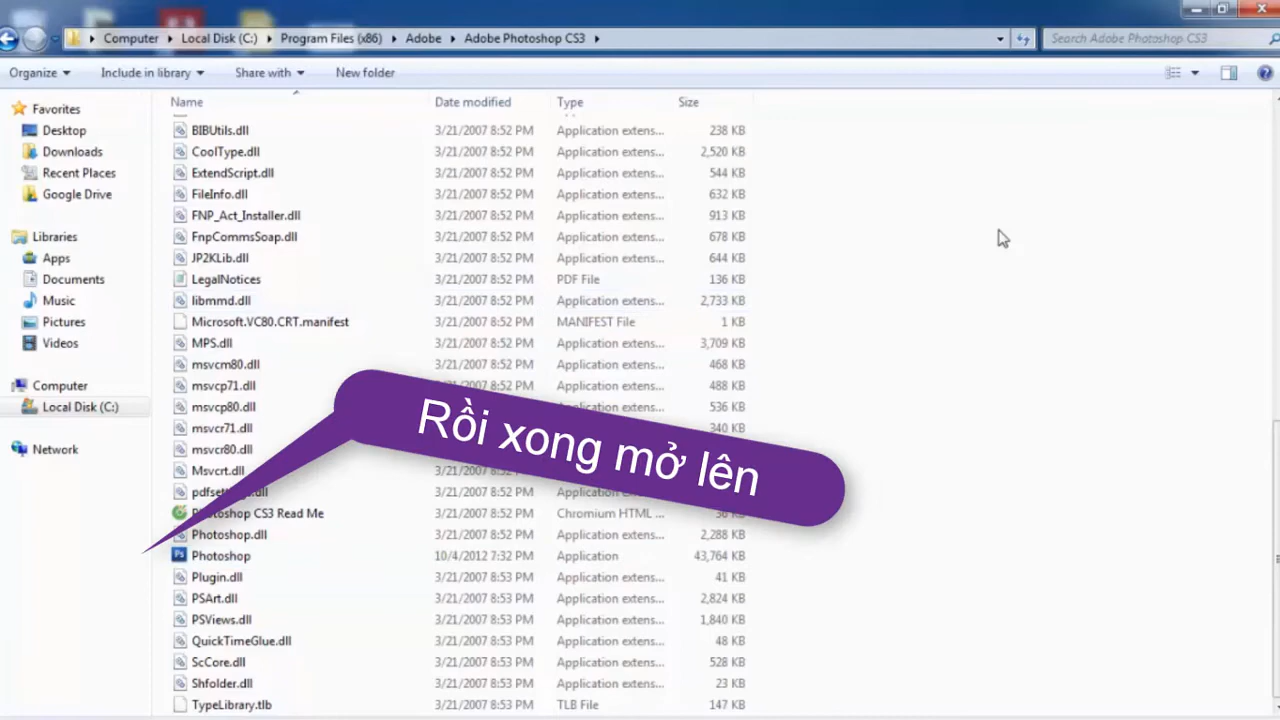 Computer Local Disk (C:) Program Files (x86) Adobe Adobe Photoshop CS3 Search Adobe Photoshop CS3
Organize Include in library Share with New folder
Favorites
Desktop
Downloads
Recent Places
Google Drive
Libraries
Apps
Documents
Music
Pictures
Videos
Computer
Local Disk (C:)
Network
Name Date modified Type Size
BIBUtils.dll 3/21/2007 8:52 PM Application extens... 238 KB
CoolType.dll 3/21/2007 8:52 PM Application extens... 2,520 KB
ExtendScript.dll 3/21/2007 8:52 PM Application extens... 544 KB
FileInfo.dll 3/21/2007 8:52 PM Application extens... 632 KB
FNP_Act_Installer.dll 3/21/2007 8:52 PM Application extens... 913 KB
FnpCommsSoap.dll 3/21/2007 8:52 PM Application extens... 678 KB
JP2KLib.dll 3/21/2007 8:52 PM Application extens... 644 KB
LegalNotices 3/21/2007 8:52 PM PDF File 136 KB
libmmd.dll 3/21/2007 8:52 PM Application extens... 2,733 KB
Microsoft.VC80.CRT.manifest 3/21/2007 8:52 PM MANIFEST File 1 KB
MPS.dll 3/21/2007 8:52 PM Application extens... 3,709 KB
msvcm80.dll 3/21/2007 8:52 PM Application extens... 468 KB
msvcp71.dll 8:52 PM Application extens... 488 KB
msvcp80.dll Application extens... 536 KB
msvcr71.dll 340 KB
msvcr80.dll
Msvcrt.dll
Rồi xong mở lên
Photoshop CS3 Read Me Chromium HTML ...
Photoshop.dll 3/21/2007 8:52 PM Application extens... 2,288 KB
Photoshop 10/4/2012 7:32 PM Application 43,764 KB
Plugin.dll 3/21/2007 8:53 PM Application extens... 41 KB
PSArt.dll 3/21/2007 8:53 PM Application extens... 2,824 KB
PSViews.dll 3/21/2007 8:53 PM Application extens... 1,840 KB
QuickTimeGlue.dll 3/21/2007 8:53 PM Application extens... 48 KB
ScCore.dll 3/21/2007 8:53 PM Application extens... 528 KB
Shfolder.dll 3/21/2007 8:53 PM Application extens... 23 KB
TypeLibrary.tlb 3/21/2007 8:53 PM TLB File 147 KB